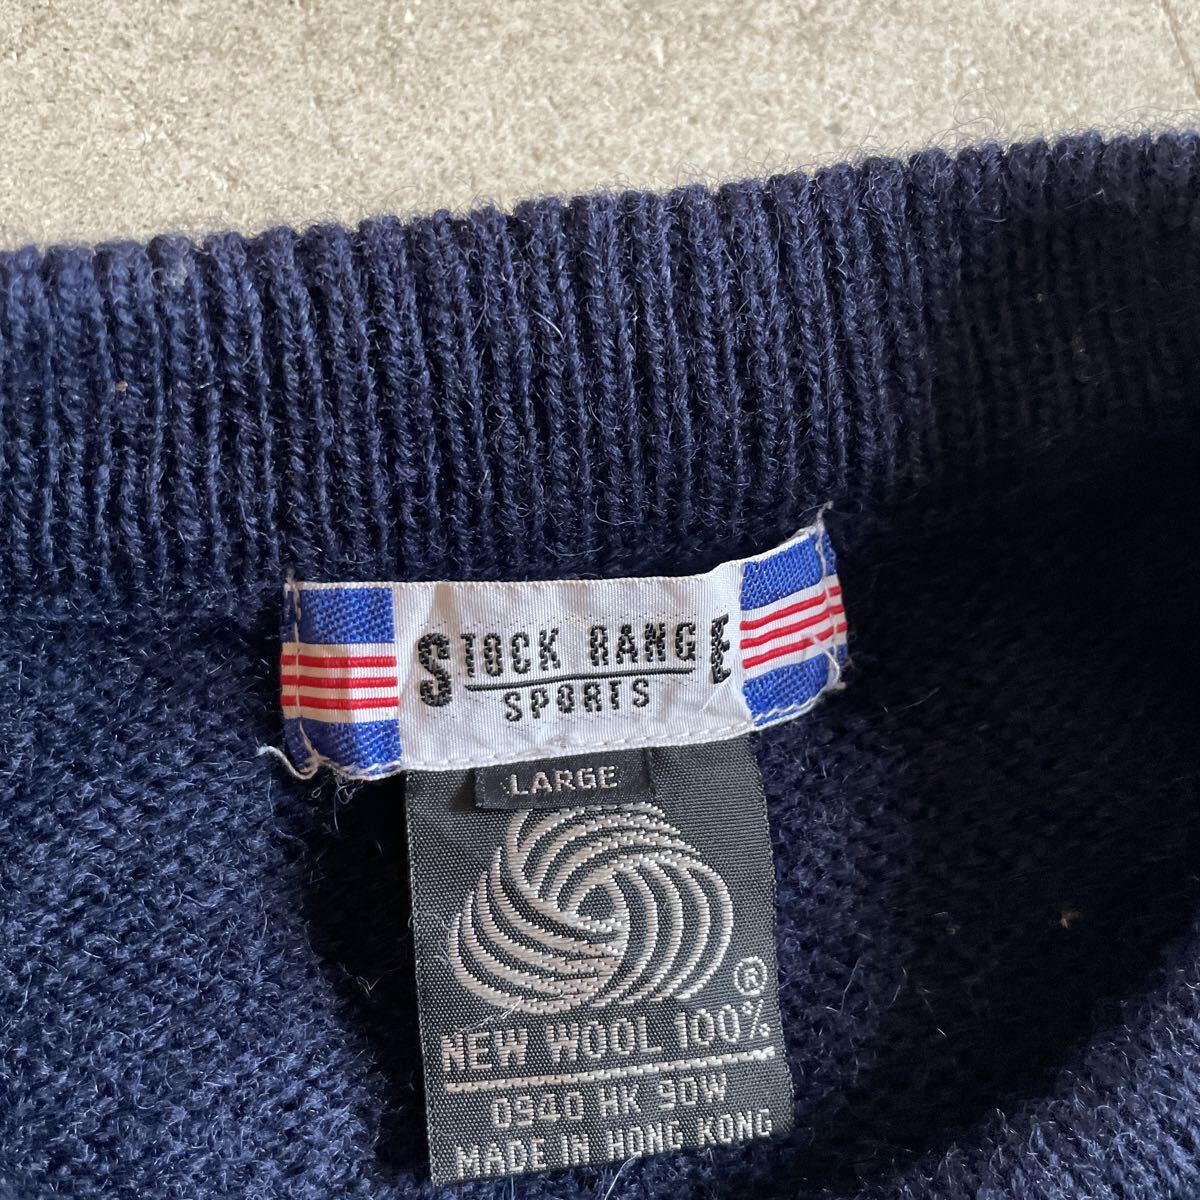 STOCK RANGE
SPORTS
LARGE
®
NEW WOOL 100%
0940 HK 90W
MADE IN HONG KONG